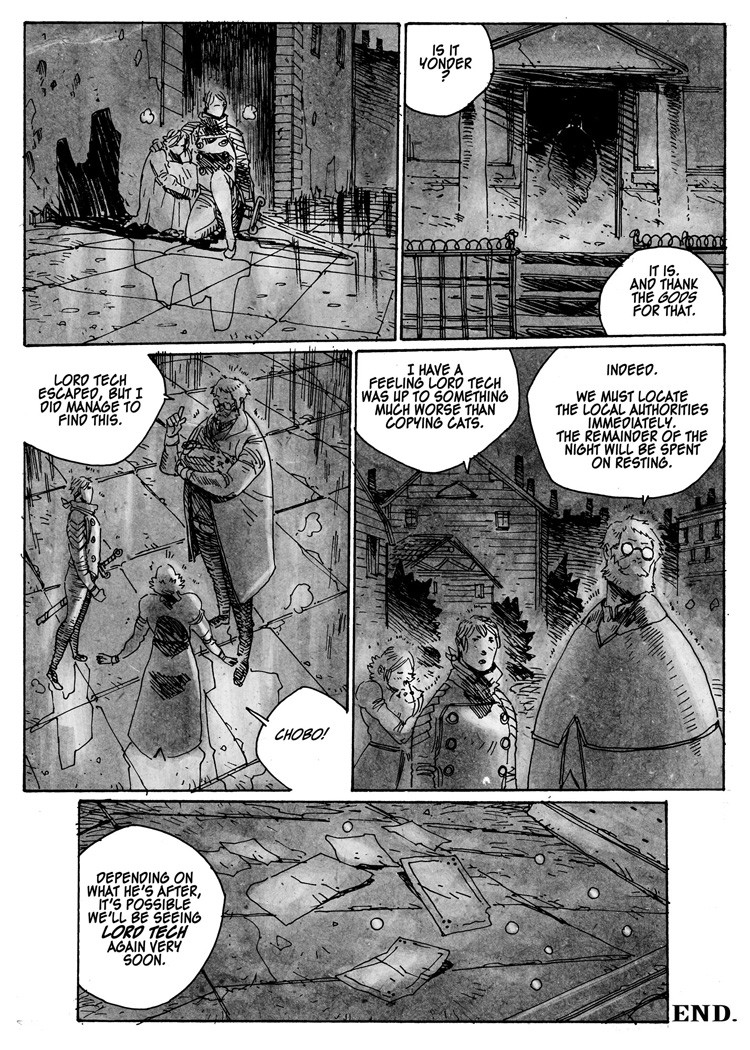 IS IT
YONDER
?
IT IS.
AND THANK
THE GODS
FOR THAT.
LORD TECH
ESCAPED, BUT I
DID MANAGE TO
FIND THIS.
CHOBO!
I HAVE A
FEELING LORD TECH
WAS UP TO SOMETHING
MUCH WORSE THAN
COPYING CATS.
INDEED.
WE MUST LOCATE
THE LOCAL AUTHORITIES
IMMEDIATELY.
THE REMAINDER OF THE
NIGHT WILL BE SPENT
ON RESTING.
DEPENDING ON
WHAT HE'S AFTER,
IT'S POSSIBLE
WE'LL BE SEEING
LORD TECH
AGAIN VERY
SOON.
END.